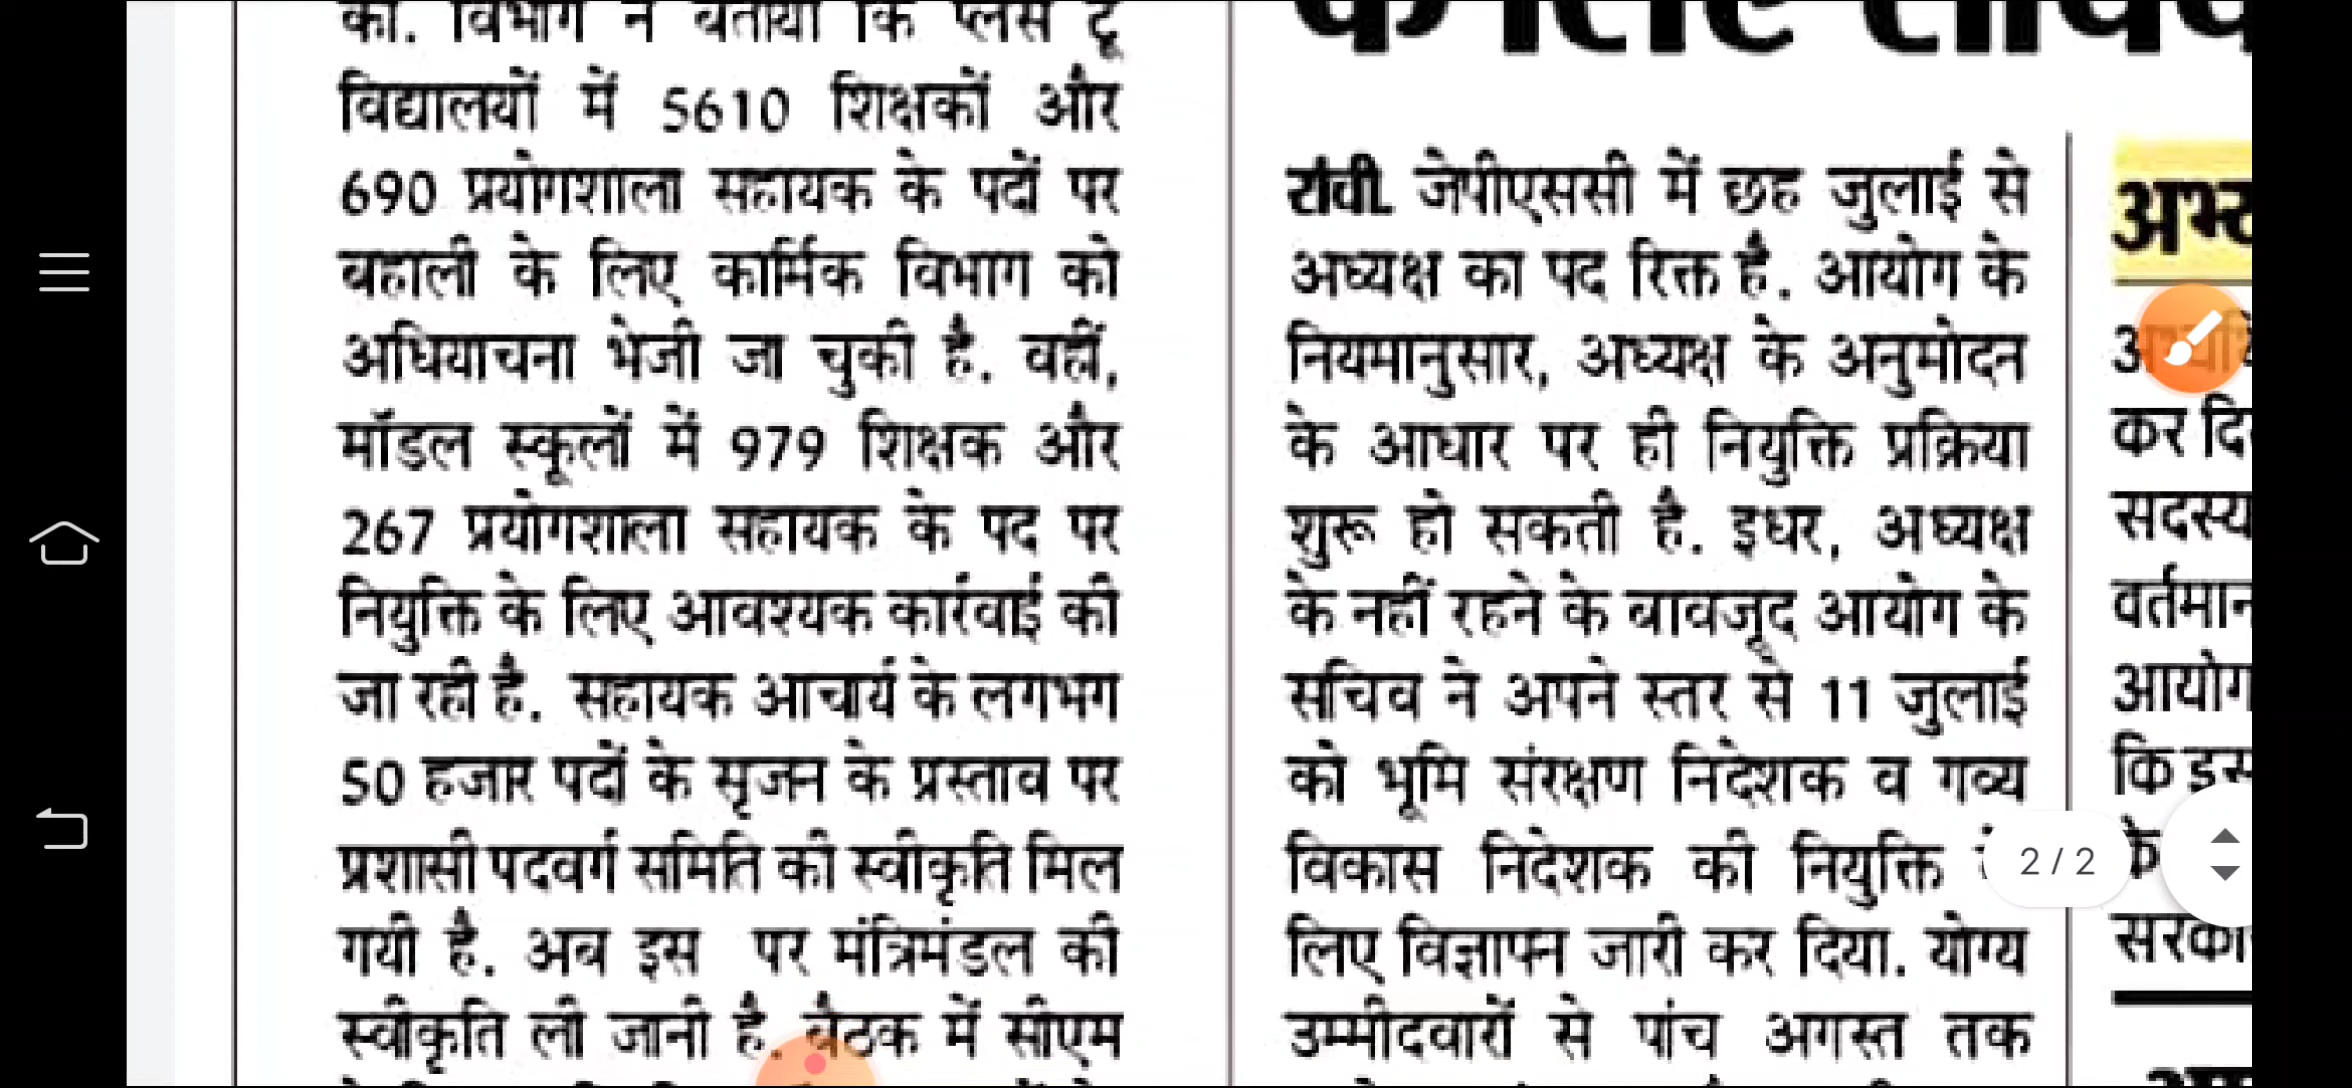 की. विभाग ने बताया कि प्लस टू
विद्यालयों में 5610 शिक्षकों और
690 प्रयोगशाला सहायक के पदों पर
बहाली के लिए कार्मिक विभाग को
अधियाचना भेजी जा चुकी है. वहीं,
मॉडल स्कूलों में 979 शिक्षक और
267 प्रयोगशाला सहायक के पद पर
नियुक्ति के लिए आवश्यक कार्रवाई की
जा रही है. सहायक आचार्य के लगभग
50 हजार पदों के सृजन के प्रस्ताव पर
प्रशासी पदवर्ग समिति की स्वीकृति मिल
गयी है. अब इस पर मंत्रिमंडल की
स्वीकृति ली जानी है. बैठक में सीएम
रांची. जेपीएससी में छह जुलाई से
अध्यक्ष का पद रिक्त है. आयोग के
नियमानुसार, अध्यक्ष के अनुमोदन
के आधार पर ही नियुक्ति प्रक्रिया
शुरू हो सकती है. इधर, अध्यक्ष
के नहीं रहने के बावजूद आयोग के
सचिव ने अपने स्तर से 11 जुलाई
को भूमि संरक्षण निदेशक व गव्य
विकास निदेशक की नियुक्ति
लिए विज्ञापन जारी कर दिया. योग्य
उम्मीदवारों से पांच अगस्त तक
कर दि
सदस्य
वर्तमान
आयोग
कि इस
के
सरका
2 / 2